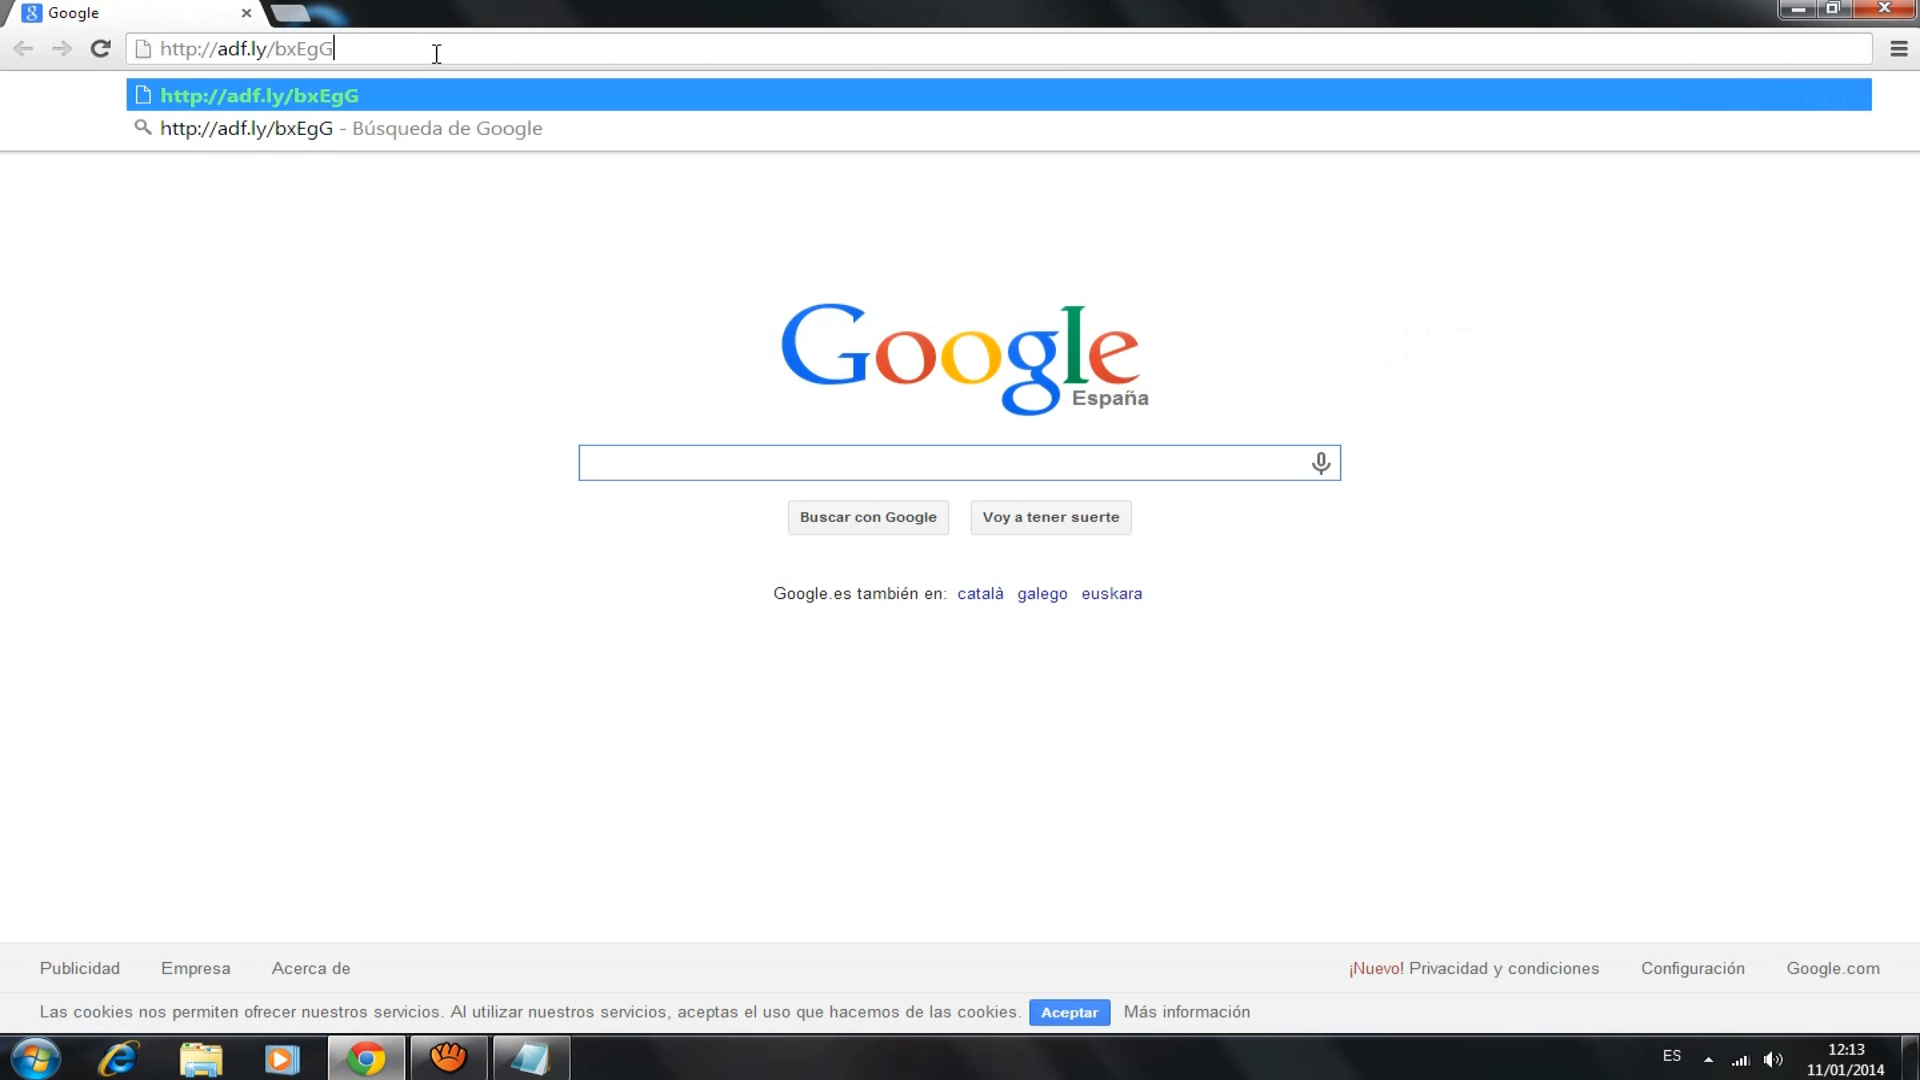 Google
http://adf.ly/bxEgG
http://adf.ly/bxEgG
http://adf.ly/bxEgG - Búsqueda de Google
Google
España
Buscar con Google Voy a tener suerte
Google.es también en: català galego euskara
Publicidad Empresa Acerca de ¡Nuevo! Privacidad y condiciones Configuración Google.com
Las cookies nos permiten ofrecer nuestros servicios. Al utilizar nuestros servicios, aceptas el uso que hacemos de las cookies. Aceptar Más información
ES 12:13
11/01/2014